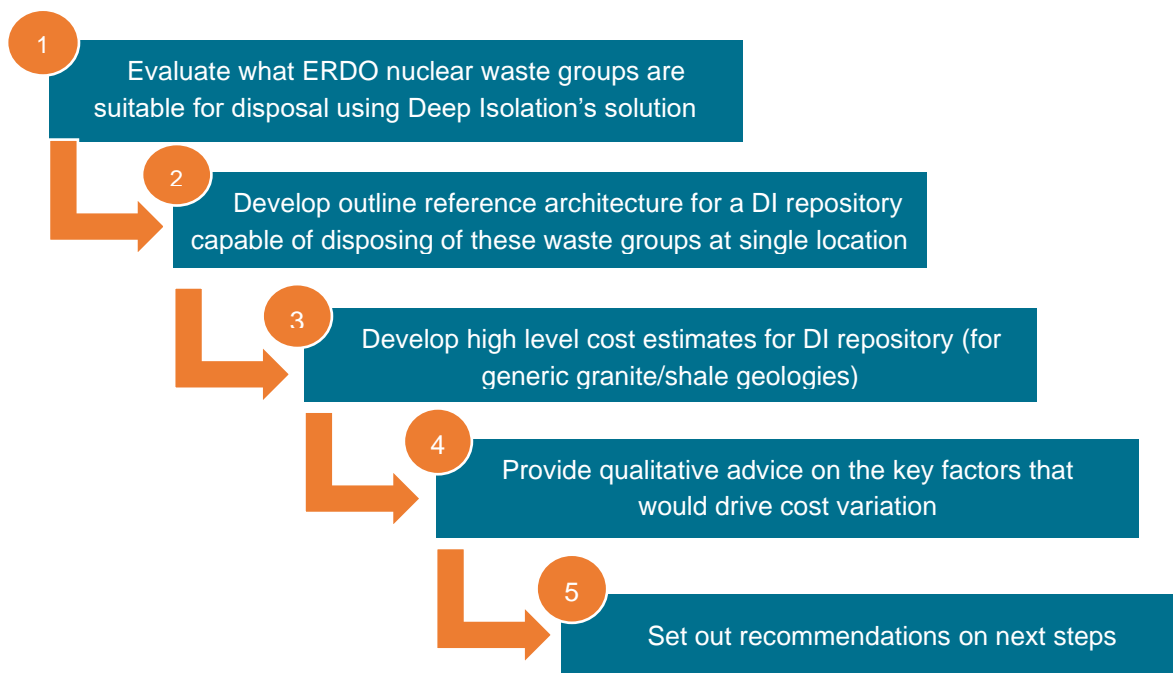 1
Evaluate what ERDO nuclear waste groups are
suitable for disposal using Deep Isolation's solution
2
Develop outline reference architecture for a DI repository
capable of disposing of these waste groups at single location
3
Develop high level cost estimates for DI repository (for
generic granite/shale geologies)
4
Provide qualitative advice on the key factors that
would drive cost variation
5
Set out recommendations on next steps